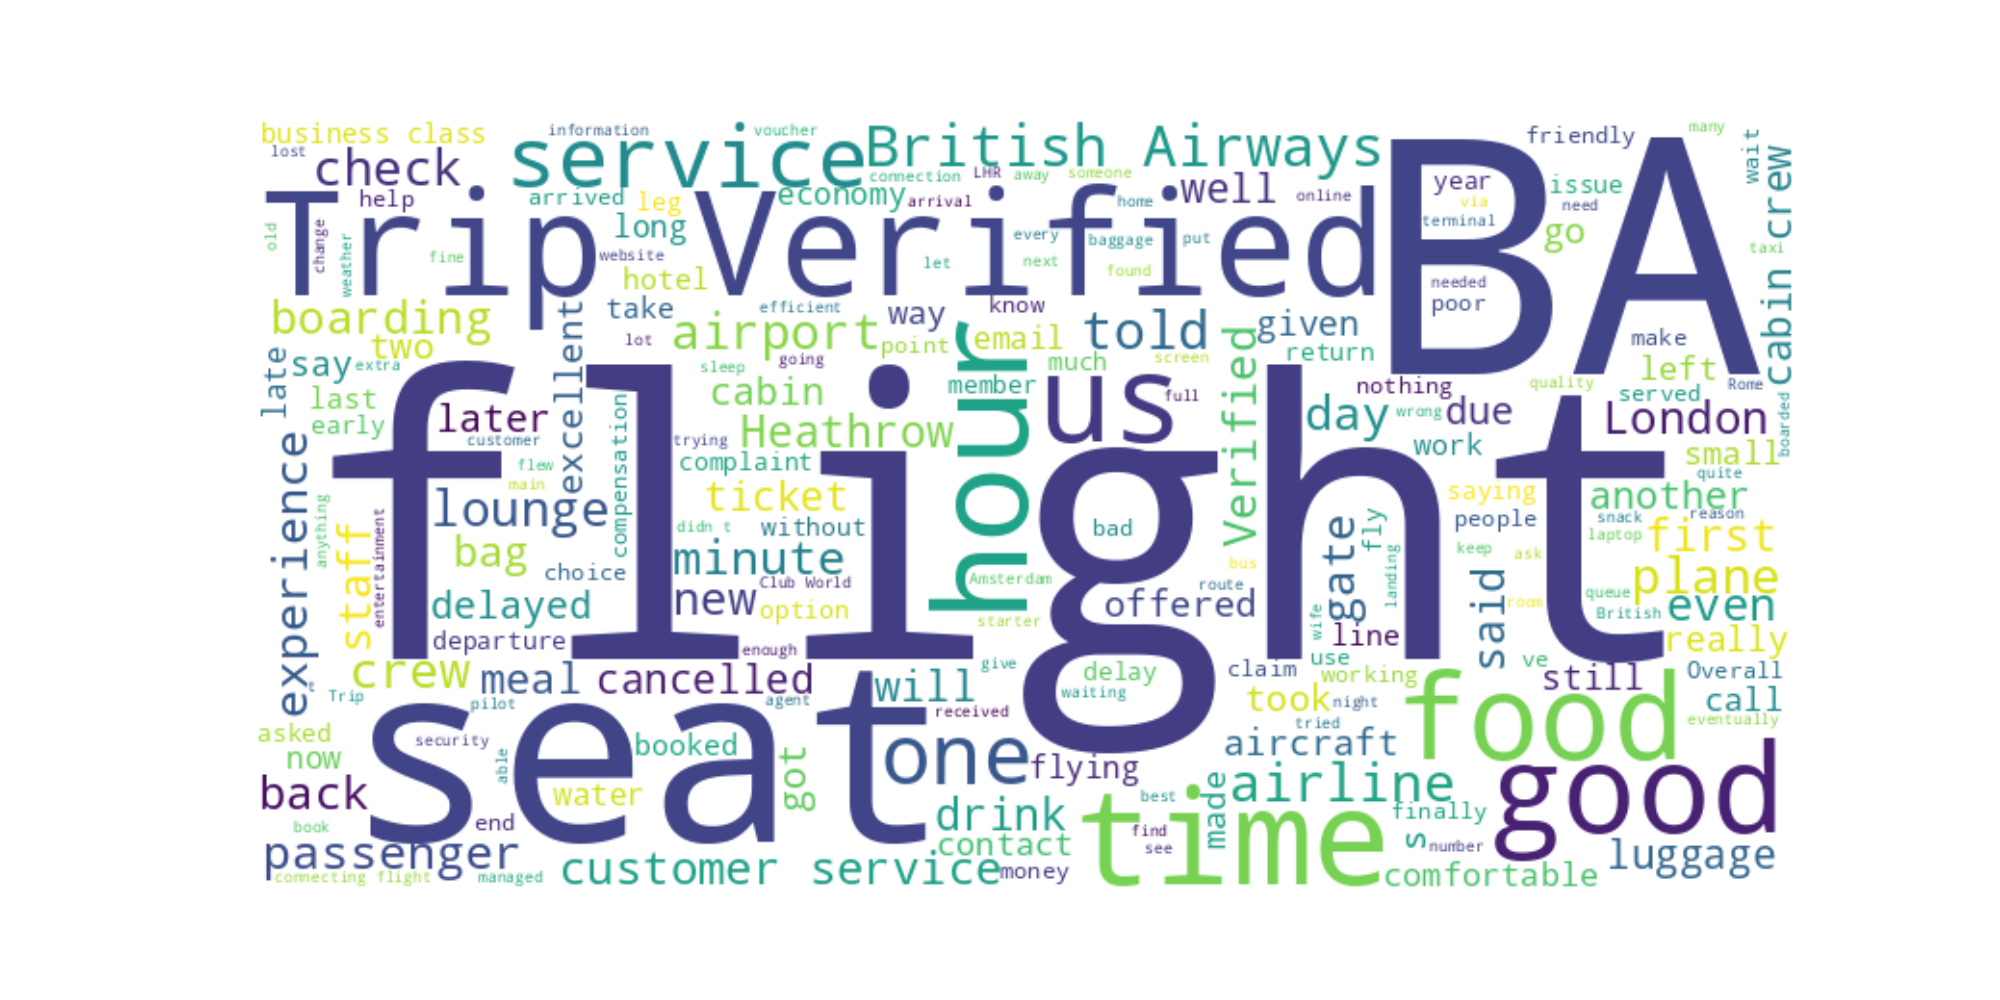 business class
information
voucher
British Airways
friendly
many
lost
check
service
connection
LHR
away
someone
well
online
year
issue
wait
cabin crew
help
arrived
leg
economy
arrival
home
via
need
Trip Verified
BA
old
change
weather
fine
long
website
every
baggage
put
terminal
go
taxi
hotel
let
next
found
needed
poor
boarding
take
efficient
way
know
two
lot
airport
point
email
told
given
make
late
say
extra
excellent
sleep
going
hour
much
screen
Verified
return
left
last
early
later
cabin
member
us
full
nothing
quality
served
Rome
customer
compensation
trying
Heathrow
day
wrong
due
London
boarded
flight
experience
flew
main
complaint
work
small
quite
anything
staff
entertainment
lounge
ticket
didn t
without
bad
saying
another
people
snack
reason
laptop
first
bag
choice
minute
Club World
Amsterdam
bus
route
gate
fly
landing
keep
ask
plane
delayed
new
option
offered
said
room
queue
British
even
departure
enough
starter
wife
line
really
crew
meal
cancelled
will
give
delay
waiting
claim
use
working
ve
still
Overall
t
Trip
pilot
agent
received
took
night
call
eventually
asked
now
security
seat
able
booked
got
one
flying
tried
aircraft
food
back
water
best
made
airline
good
book
end
drink
find
see
time
finally
s
number
passenger
contact
luggage
connecting flight
managed
customer service
money
comfortable